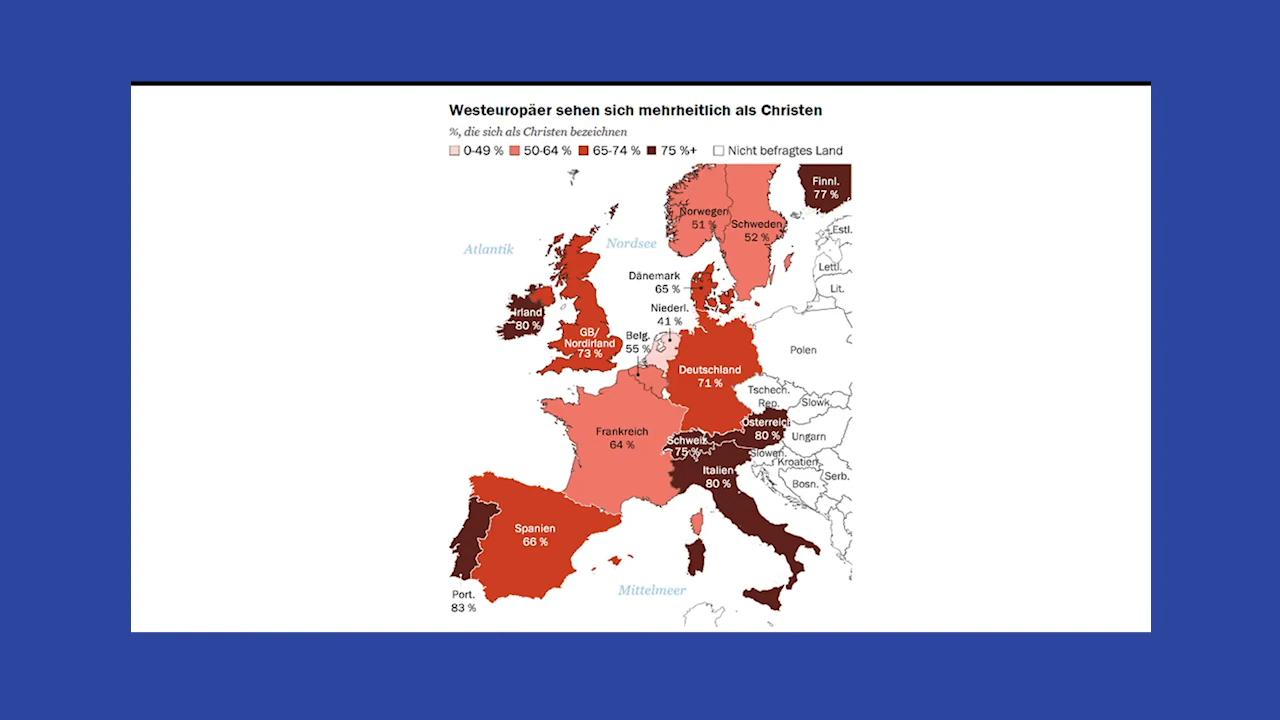 Westeuropäer sehen sich mehrheitlich als Christen
%, die sich als Christen bezeichnen
0-49 % 50-64 % 65-74 % 75 %+ Nicht befragtes Land
Finnl.
77 %
Norwegen
51 %
Schweden
52 %
Estl.
Atlantik
Nordsee
Lettl.
Dänemark
65 %
Lit.
Niederl.
41 %
Irland
80 %
GB/
Nordirland
73 %
Belg.
55 %
Polen
Deutschland
71 %
Tschech.
Rep.
Slowk.
Österreich
80 %
Frankreich
64 %
Schweiz
75 %
Ungarn
Slowen.
Kroatien
Italien
80 %
Serb.
Bosn.
Spanien
66 %
Mittelmeer
Port.
83 %